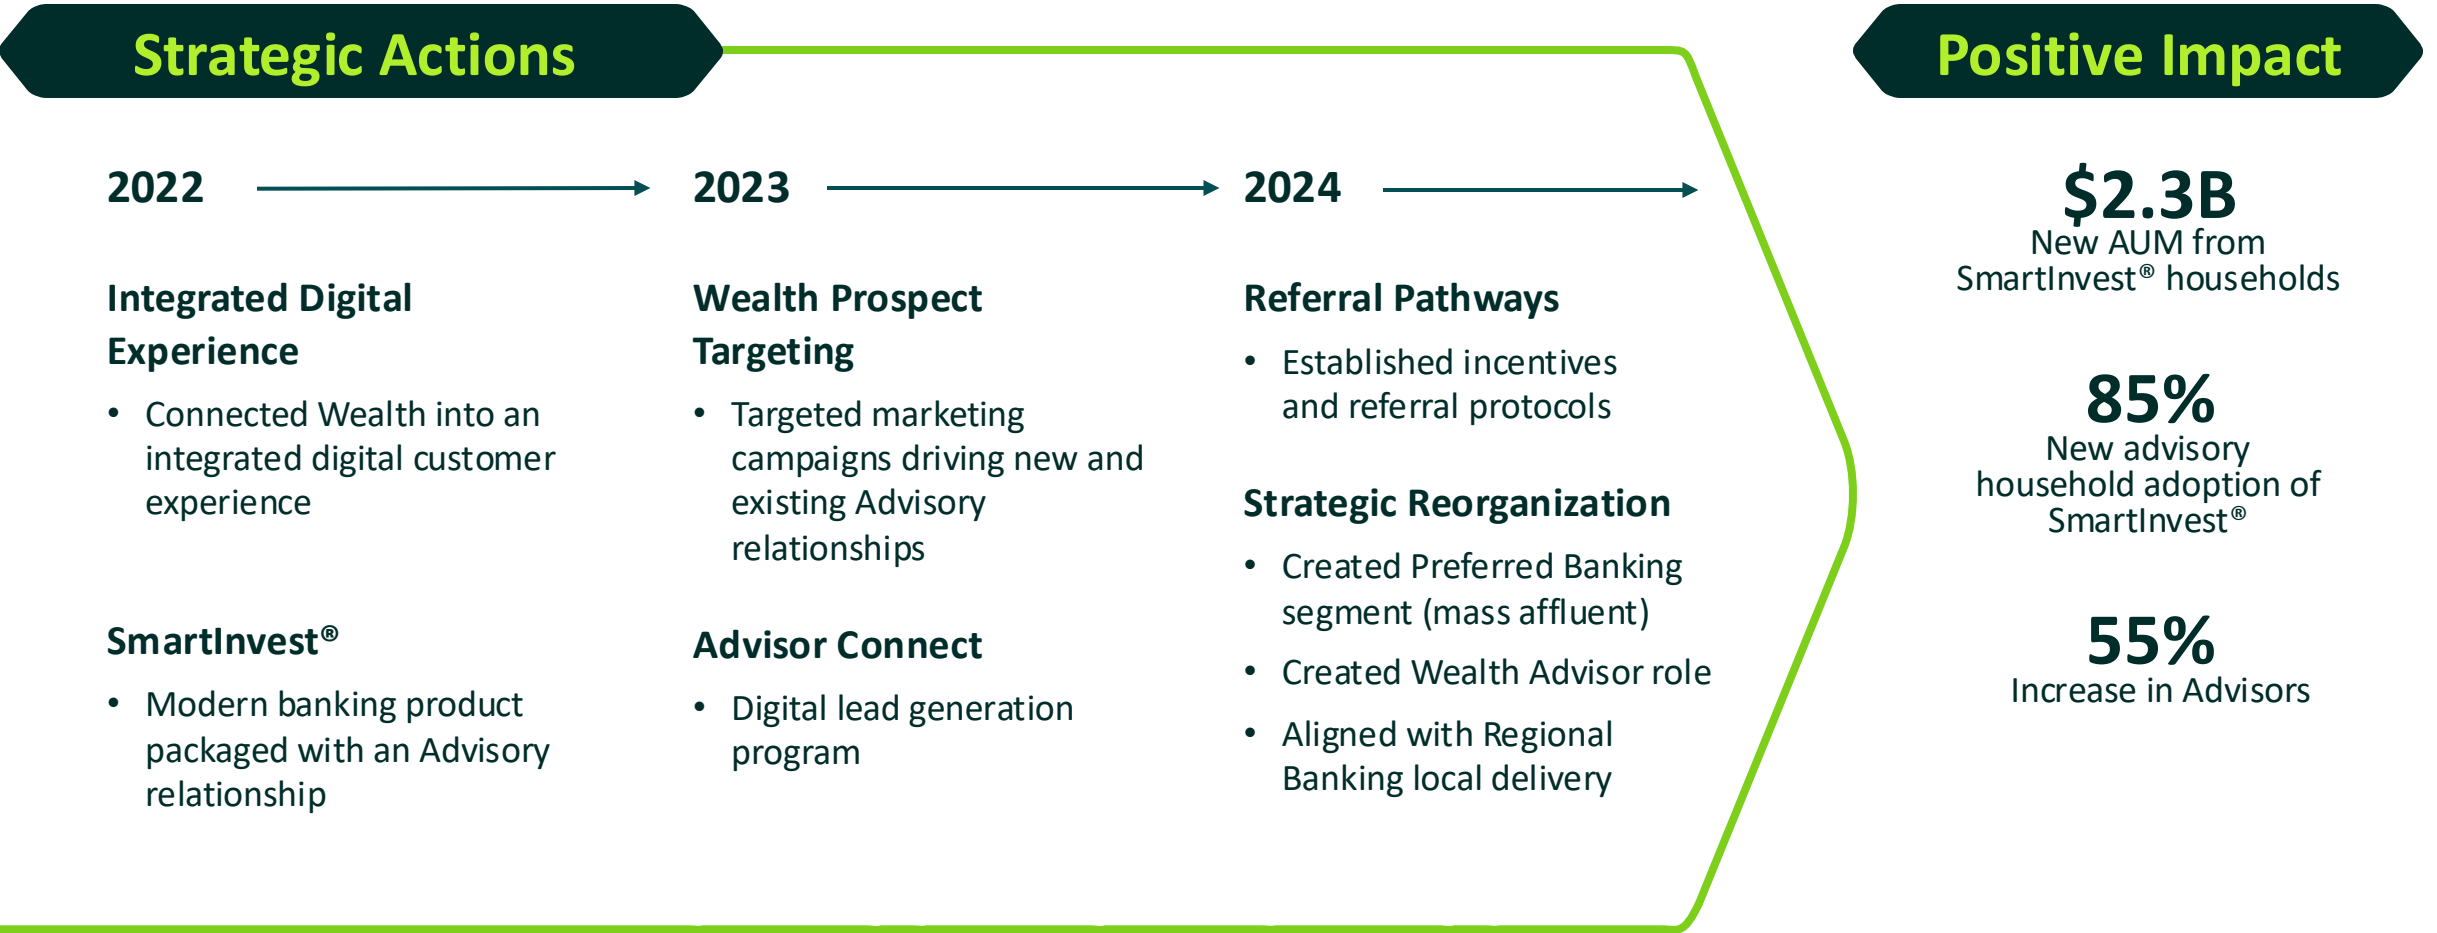 Strategic Actions
2022
Integrated Digital
Experience
• Connected Wealth into an
integrated digital customer
experience
SmartInvest®
• Modern banking product
packaged with an Advisory
relationship
2023
Wealth Prospect
Targeting
• Targeted marketing
campaigns driving new and
existing Advisory
relationships
Advisor Connect
• Digital lead generation
program
2024
Referral Pathways
• Established incentives
and referral protocols
Strategic Reorganization
• Created Preferred Banking
segment (mass affluent)
• Created Wealth Advisor role
• Aligned with Regional
Banking local delivery
Positive Impact
$2.3B
New AUM from
SmartInvest® households
85%
New advisory
household adoption of
SmartInvest®
55%
Increase in Advisors